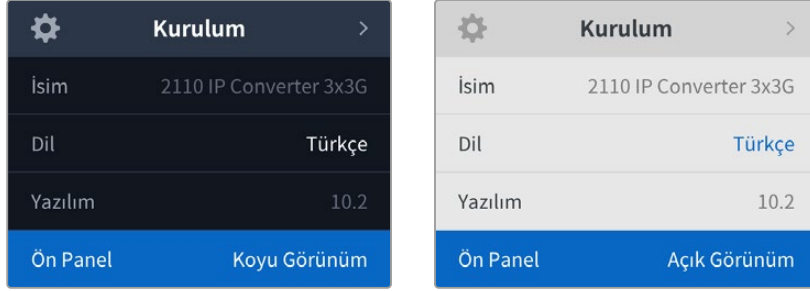 Kurulum
İsim 2110 IP Converter 3x3G
Dil Türkçe
Yazılım 10.2
Ön Panel Koyu Görünüm
Kurulum
İsim 2110 IP Converter 3x3G
Dil Türkçe
Yazılım 10.2
Ön Panel Açık Görünüm